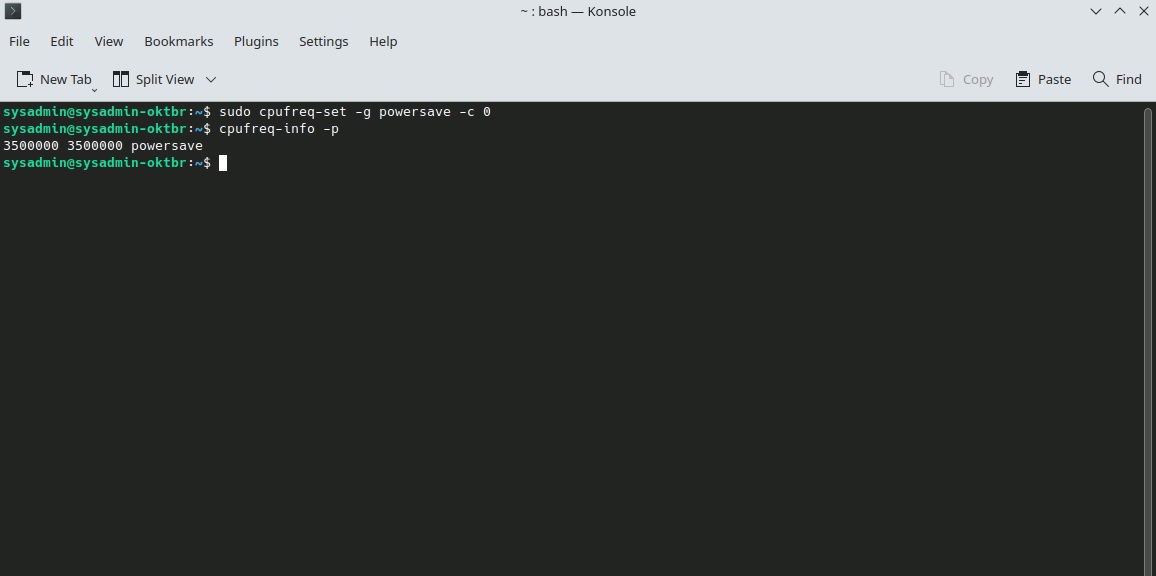 ~ : bash — Konsole
File Edit View Bookmarks Plugins Settings Help
New Tab Split View Copy Paste Find
sysadmin@sysadmin-oktbr:~$ sudo cpufreq-set -g powersave -c 0
sysadmin@sysadmin-oktbr:~$ cpufreq-info -p
3500000 3500000 powersave
sysadmin@sysadmin-oktbr:~$